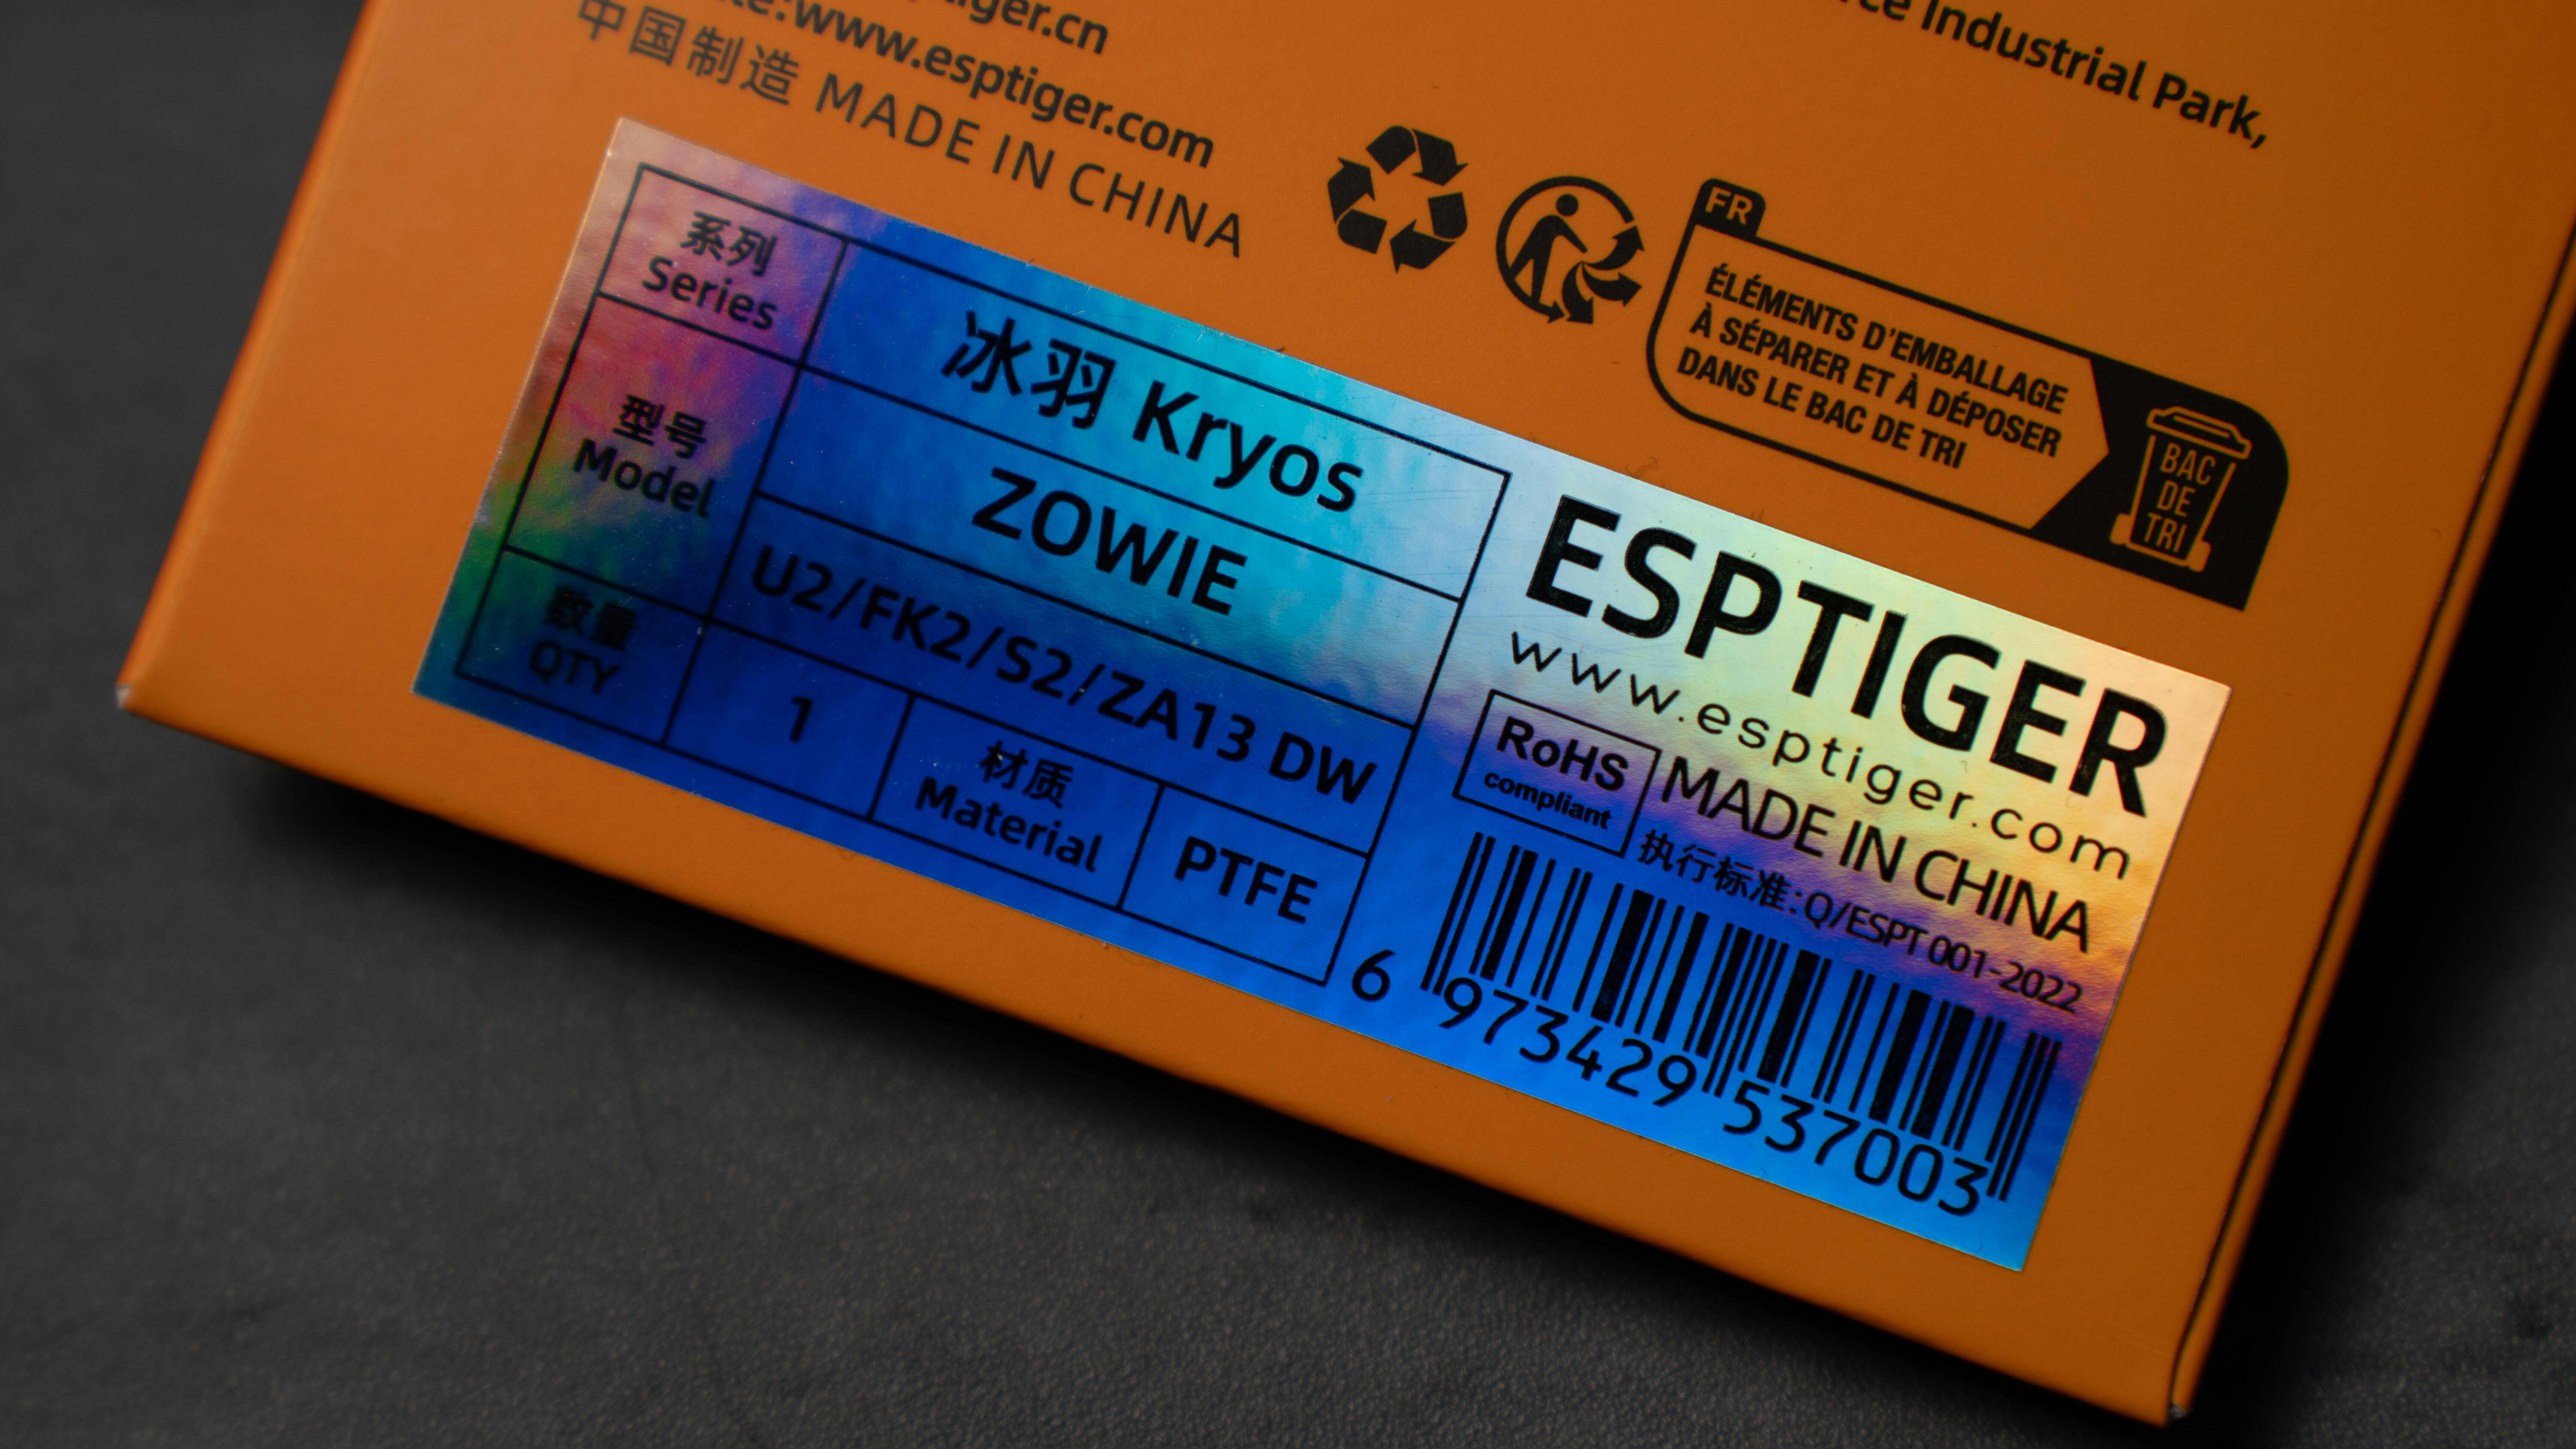 www.esptiger.com
中国制造 MADE IN CHINA
Industrial Park,
FR
ÉLÉMENTS D'EMBALLAGE
À SÉPARER ET À DÉPOSER
DANS LE BAC DE TRI
BAC
DE
TRI
系列
Series
冰羽 Kryos
型号
Model
ZOWIE
U2/FK2/S2/ZA13 DW
数量
QTY
1
材质
Material
PTFE
ESPTIGER
www.esptiger.com
RoHS
compliant
MADE IN CHINA
执行标准:Q/ESPT 001-2022
6 973429 537003